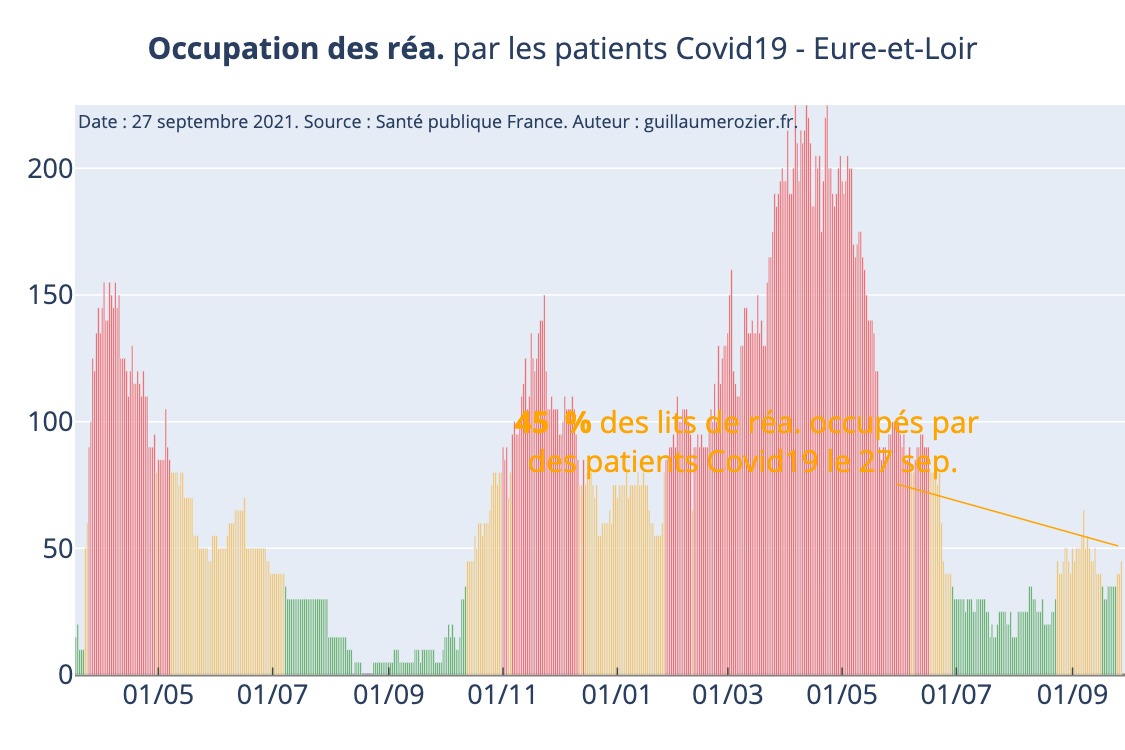 Occupation des réa. par les patients Covid19 - Eure-et-Loir
Date : 27 septembre 2021. Source : Santé publique France. Auteur : guillaumerozier.fr.
200
150
100
50
0
45 % des lits de réa. occupés par
des patients Covid19 le 27 sep.
01/05 01/07 01/09 01/11 01/01 01/03 01/05 01/07 01/09